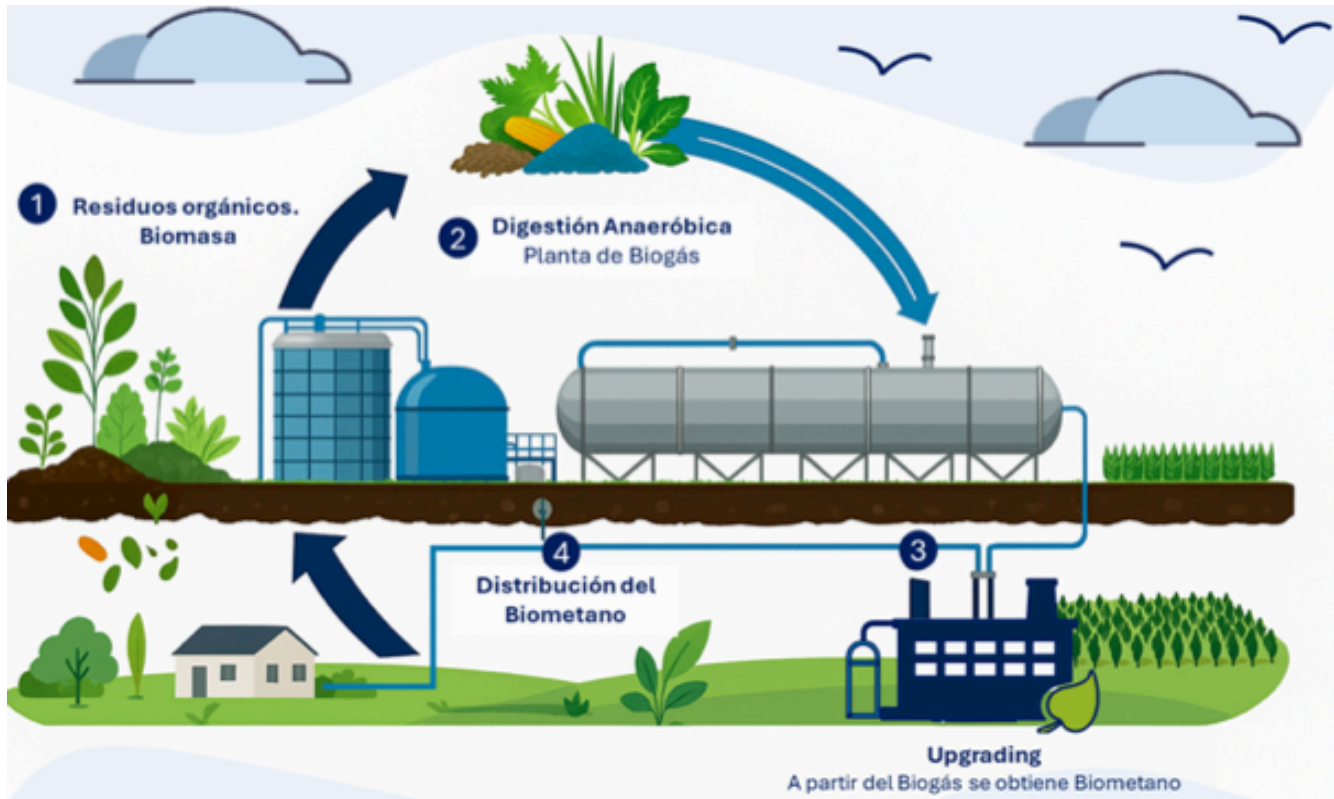 1
Residuos orgánicos.
Biomasa
2
Digestión Anaeróbica
Planta de Biogás
3
Upgrading
A partir del Biogás se obtiene Biometano
4
Distribución del
Biometano